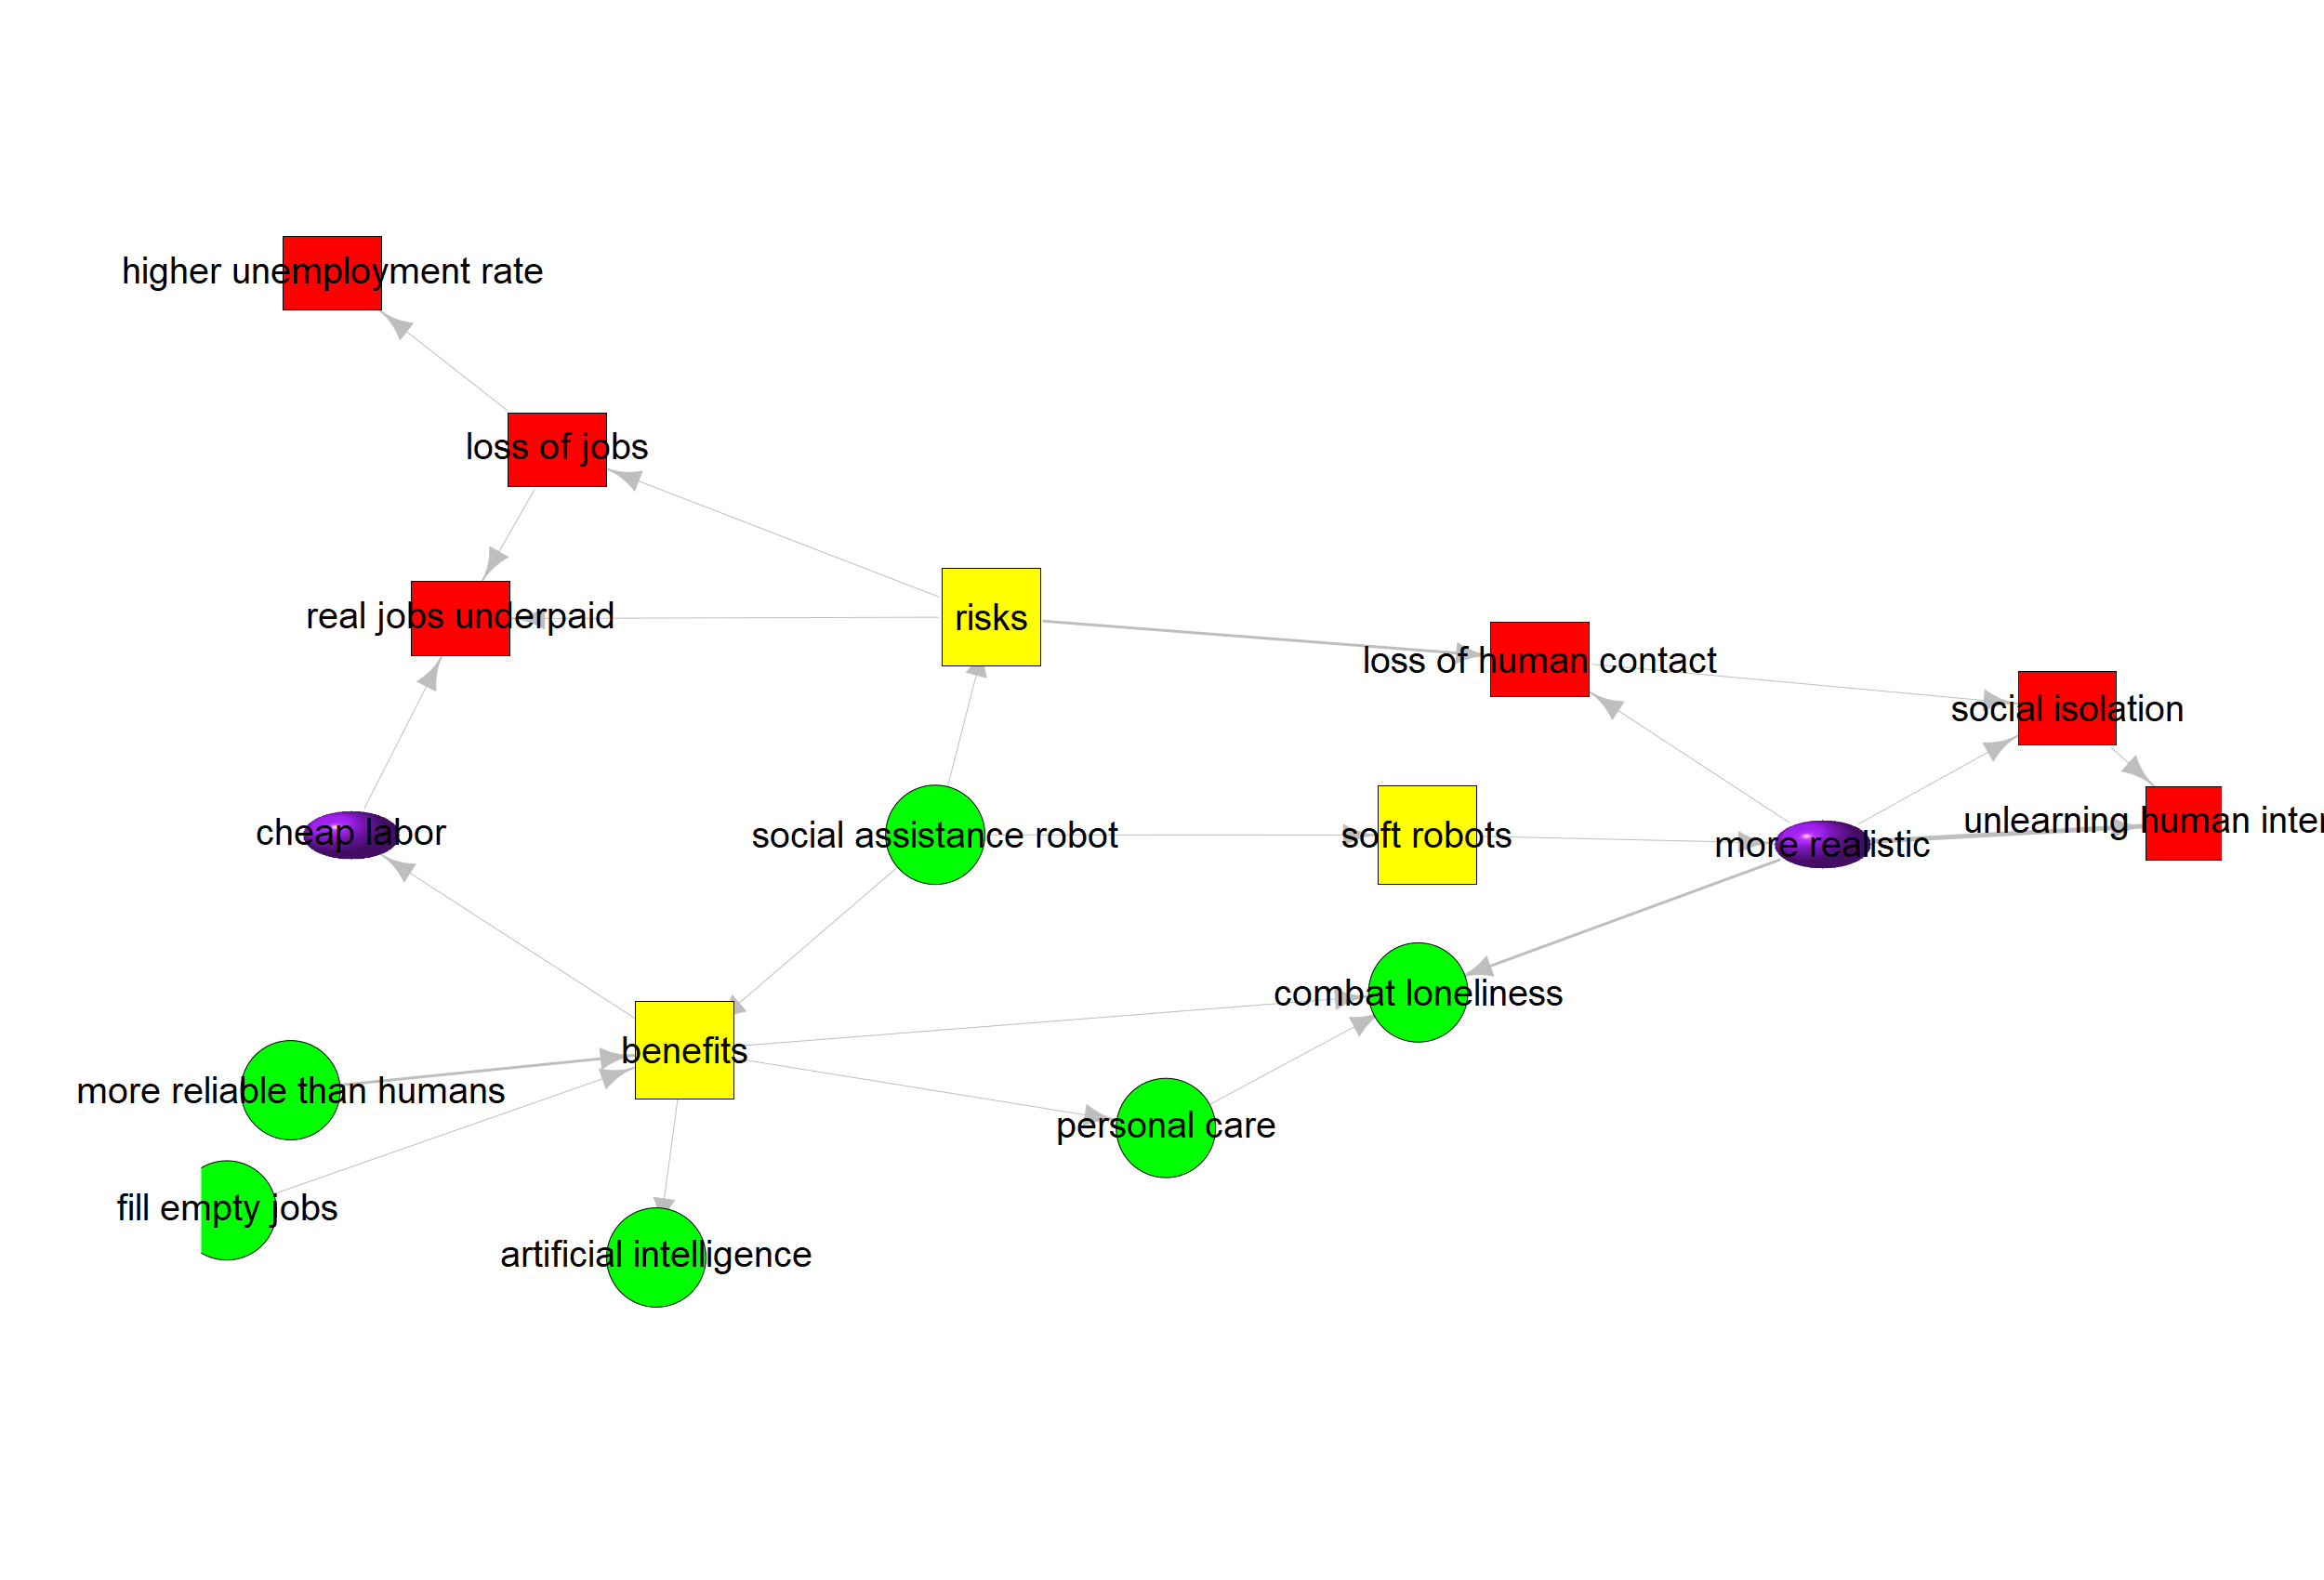 higher unemployment rate
loss of jobs
real jobs underpaid
risks
loss of human contact
social isolation
cheap labor
social assistance robot
soft robots
more realistic
unlearning human inter
combat loneliness
benefits
more reliable than humans
personal care
fill empty jobs
artificial intelligence